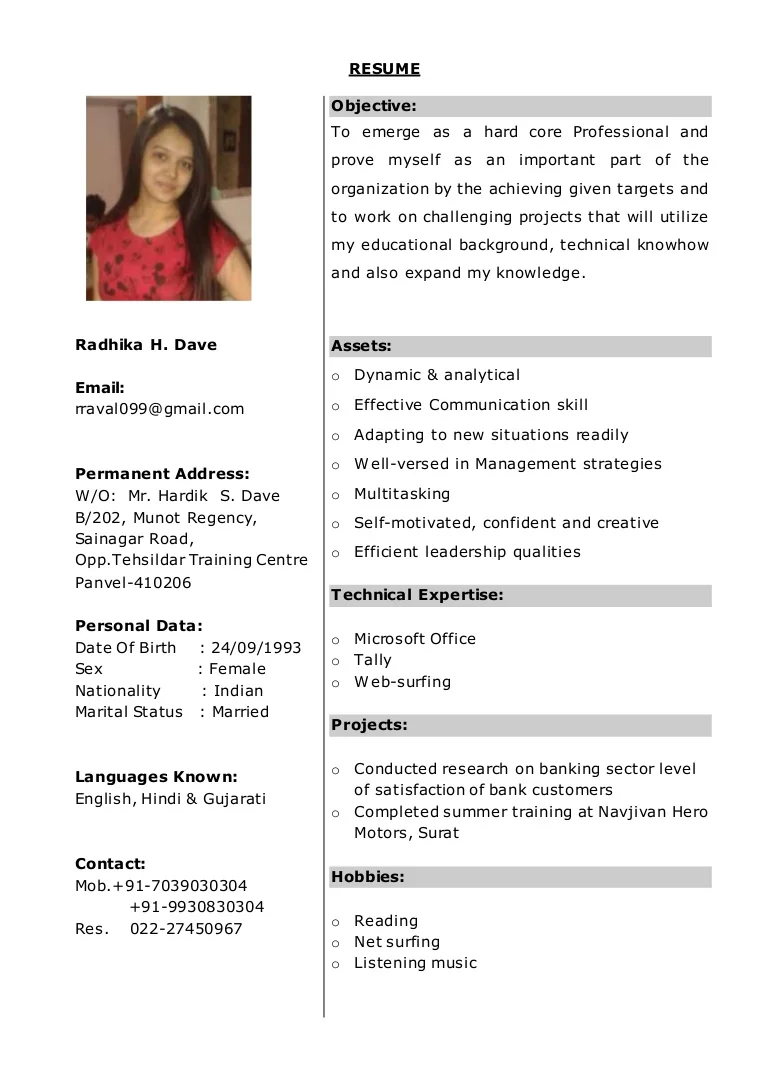 RESUME
Radhika H. Dave
Email:
rraval099@gmail.com
Permanent Address:
W/O: Mr. Hardik S. Dave
B/202, Munot Regency,
Sainagar Road,
Opp.Tehsildar Training Centre
Panvel-410206
Personal Data:
Date Of Birth : 24/09/1993
Sex : Female
Nationality : Indian
Marital Status : Married
Languages Known:
English, Hindi & Gujarati
Contact:
Mob.+91-7039030304
+91-9930830304
Res. 022-27450967
Objective:
To emerge as a hard core Professional and
prove myself as an important part of the
organization by the achieving given targets and
to work on challenging projects that will utilize
my educational background, technical knowhow
and also expand my knowledge.
Assets:
o Dynamic & analytical
o Effective Communication skill
o Adapting to new situations readily
o Well-versed in Management strategies
o Multitasking
o Self-motivated, confident and creative
o Efficient leadership qualities
Technical Expertise:
o Microsoft Office
o Tally
o Web-surfing
Projects:
o Conducted research on banking sector level
of satisfaction of bank customers
o Completed summer training at Navjivan Hero
Motors, Surat
Hobbies:
o Reading
o Net surfing
o Listening music